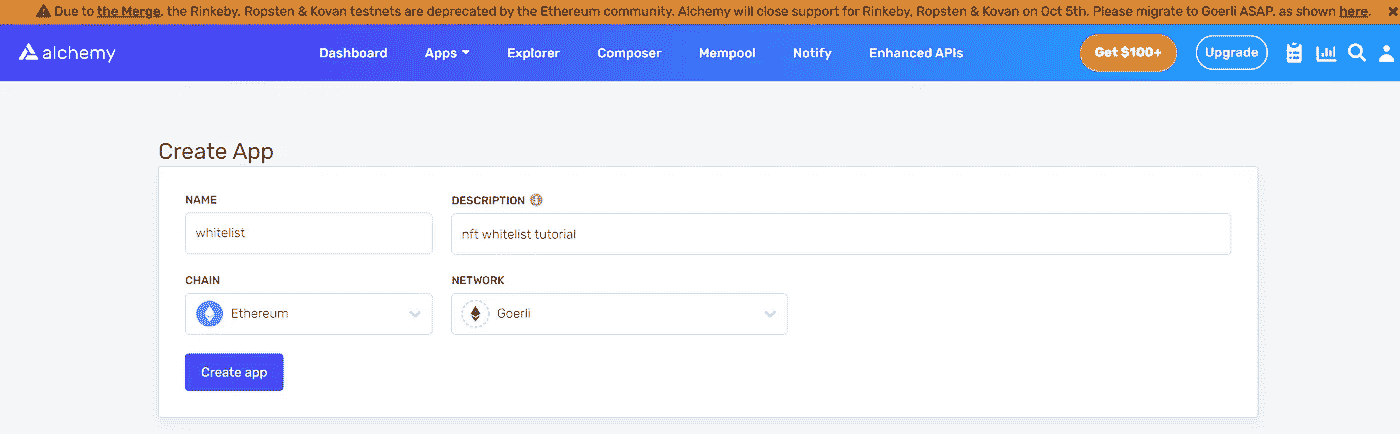 Due to the Merge, the Rinkeby, Ropsten & Kovan testnets are deprecated by the Ethereum community. Alchemy will close support for Rinkeby, Ropsten & Kovan on Oct 5th. Please migrate to Goerli ASAP, as shown here.
alchemy Dashboard Apps Explorer Composer Mempool Notify Enhanced APIs Get $100+ Upgrade
Create App
NAME DESCRIPTION
whitelist nft whitelist tutorial
CHAIN NETWORK
Ethereum Goerli
Create app